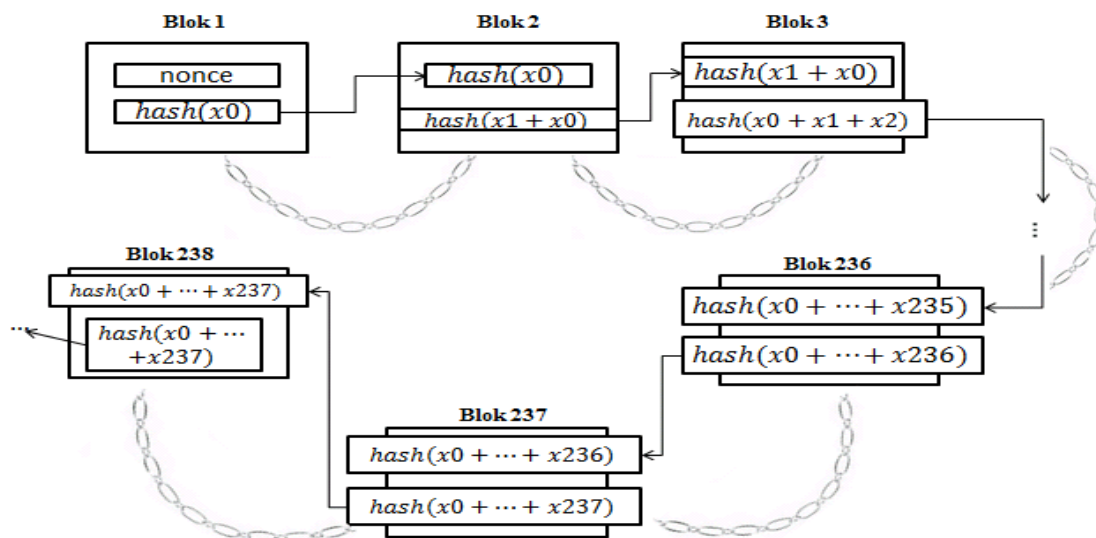 Blok 1
nonce
hash(x0)
Blok 2
hash(x0)
hash(x1 + x0)
Blok 3
hash(x1 + x0)
hash(x0 + x1 + x2)
...
Blok 236
hash(x0 + ⋯ + x235)
hash(x0 + ⋯ + x236)
Blok 237
hash(x0 + ⋯ + x236)
hash(x0 + ⋯ + x237)
Blok 238
hash(x0 + ⋯ + x237)
hash(x0 + ⋯
+x237)
...